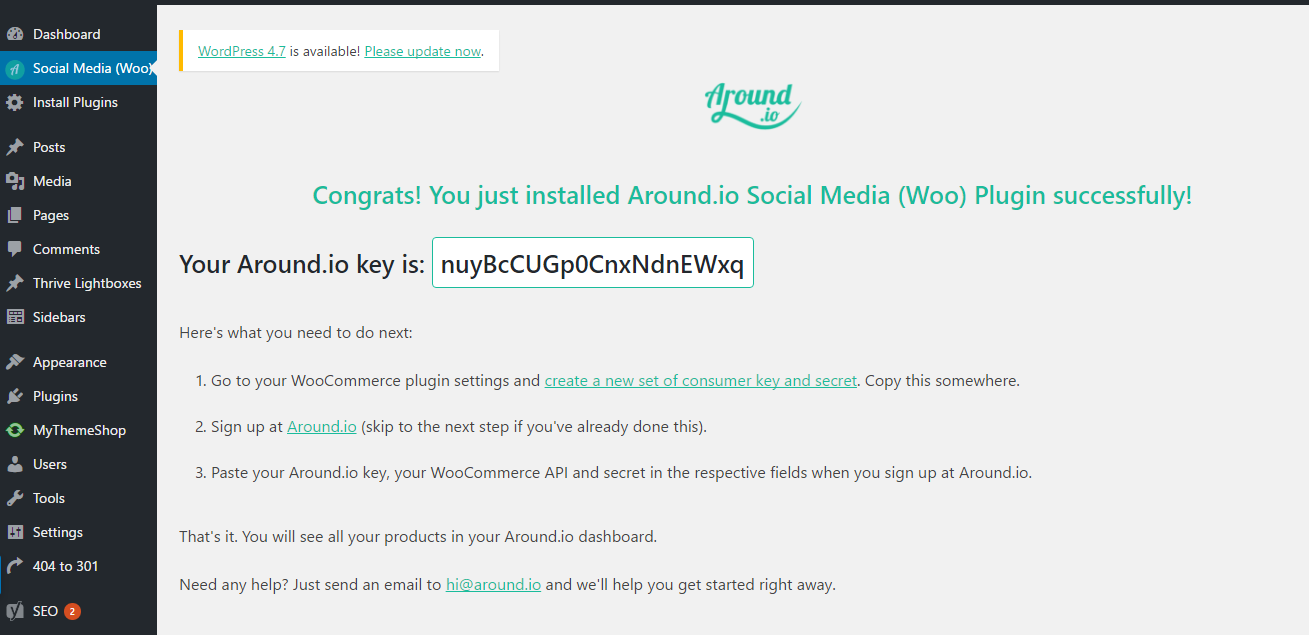 Dashboard
Social Media (Woo)
Install Plugins
Posts
Media
Pages
Comments
Thrive Lightboxes
Sidebars
Appearance
Plugins
MyThemeShop
Users
Tools
Settings
404 to 301
SEO 2
WordPress 4.7 is available! Please update now.
Around
.io
Congrats! You just installed Around.io Social Media (Woo) Plugin successfully!
Your Around.io key is: nuyBcCUGp0CnxNdnEWxq
Here's what you need to do next:
1. Go to your WooCommerce plugin settings and create a new set of consumer key and secret. Copy this somewhere.
2. Sign up at Around.io (skip to the next step if you've already done this).
3. Paste your Around.io key, your WooCommerce API and secret in the respective fields when you sign up at Around.io.
That's it. You will see all your products in your Around.io dashboard.
Need any help? Just send an email to hi@around.io and we'll help you get started right away.